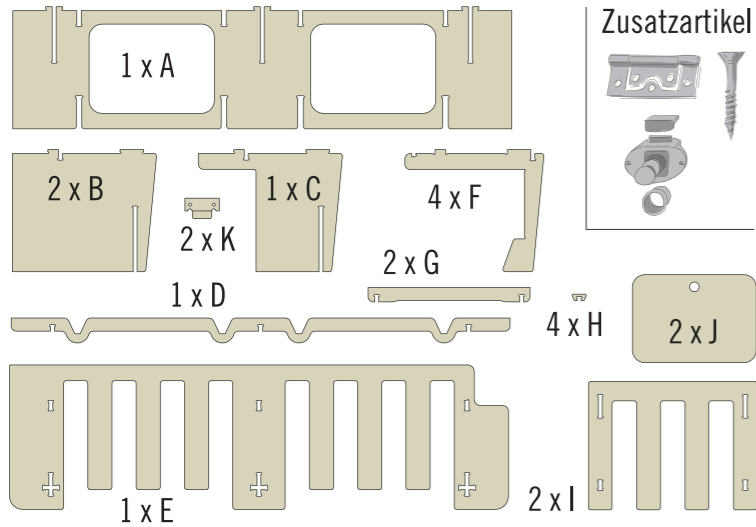 Zusatzartikel
1 x A
2 x B
1 x C
4 x F
2 x K
2 x G
1 x D
4 x H
2 x J
1 x E
2 x I